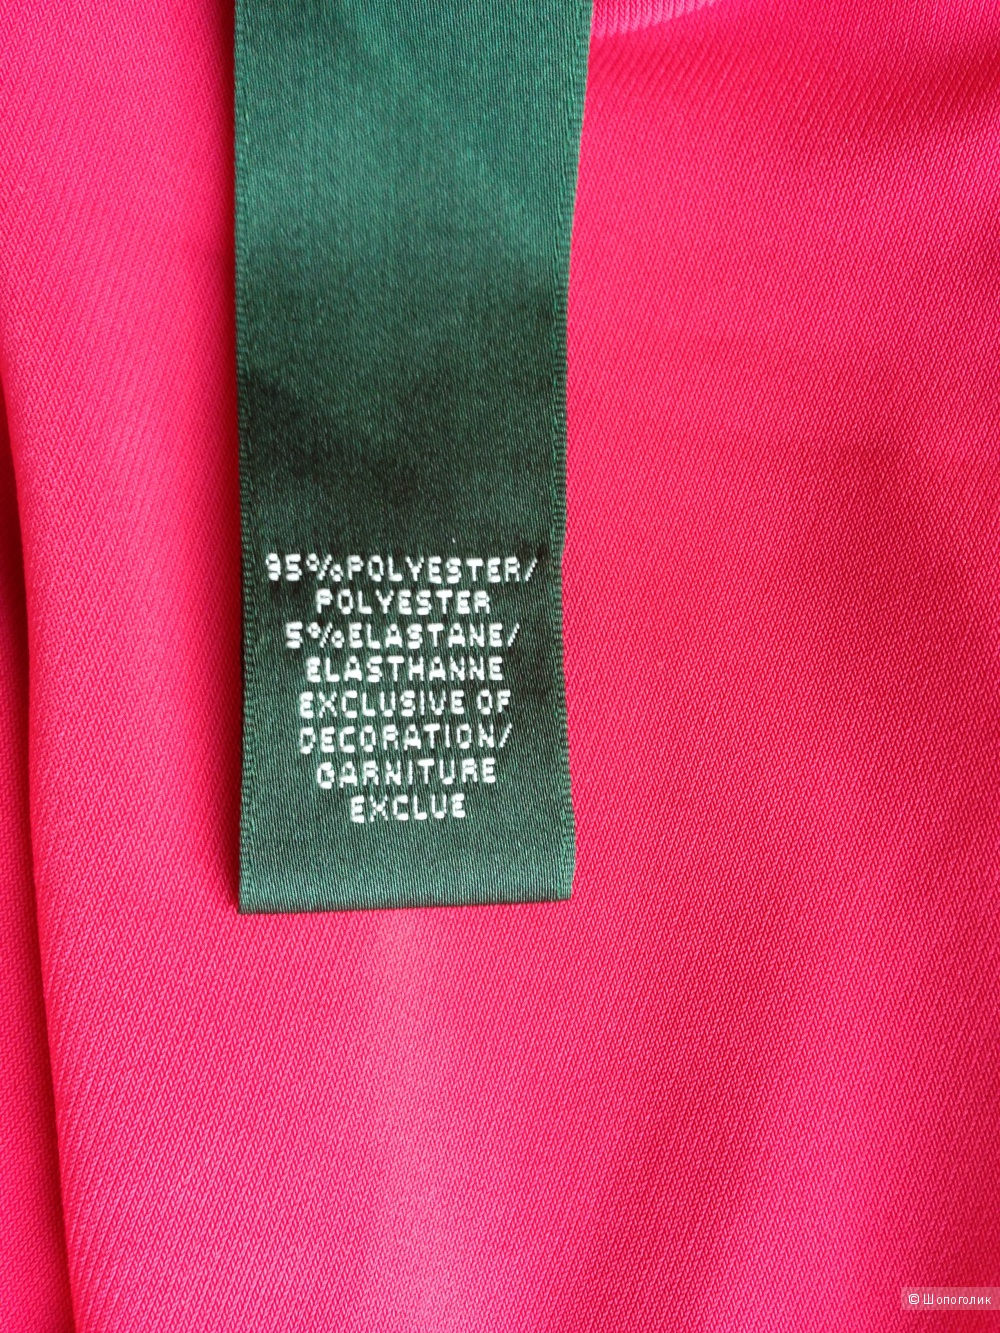 95%POLYESTER/
POLYESTER
5%ELASTANE/
ELASTHANNE
EXCLUSIVE OF
DECORATION/
GARNITURE
EXCLUE
© Шопоголик